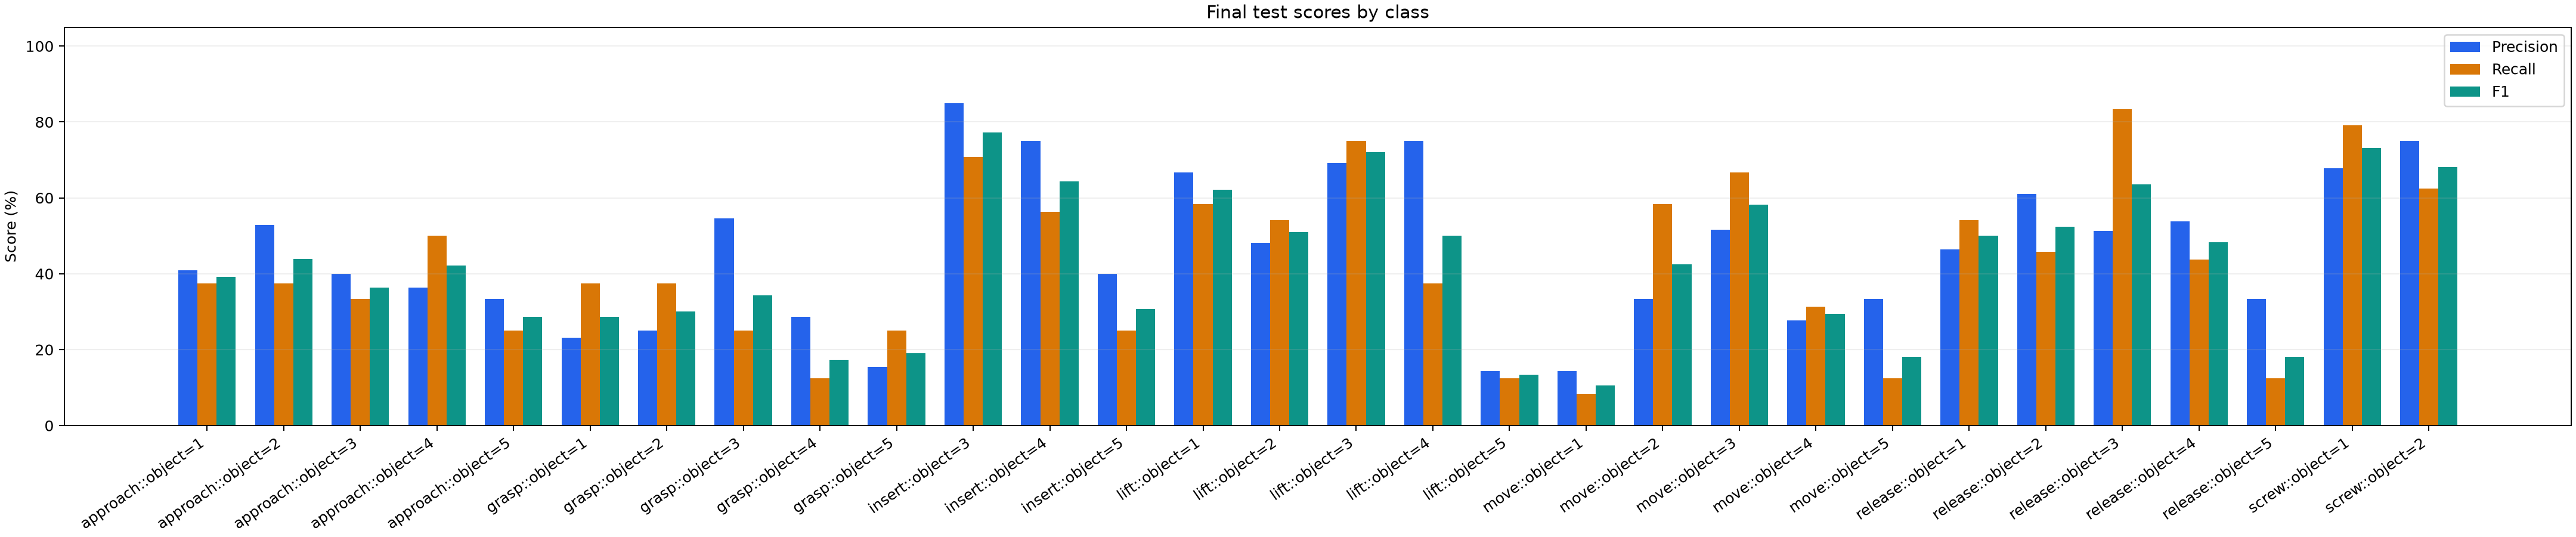 Final test scores by class
Score (%)
100
80
60
40
20
0
Precision
Recall
F1
approach::object=1
approach::object=2
approach::object=3
approach::object=4
approach::object=5
grasp::object=1
grasp::object=2
grasp::object=3
grasp::object=4
grasp::object=5
insert::object=3
insert::object=4
insert::object=5
lift::object=1
lift::object=2
lift::object=3
lift::object=4
lift::object=5
move::object=1
move::object=2
move::object=3
move::object=4
move::object=5
release::object=1
release::object=2
release::object=3
release::object=4
release::object=5
screw::object=1
screw::object=2